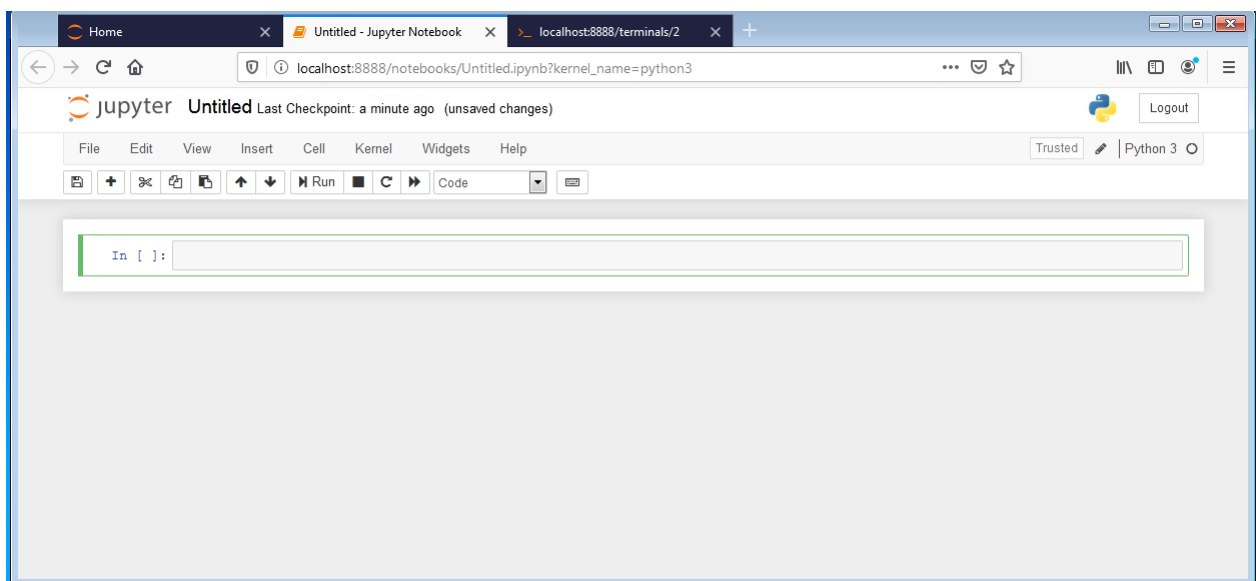 Home Untitled - Jupyter Notebook localhost:8888/terminals/2
localhost:8888/notebooks/Untitled.ipynb?kernel_name=python3
jupyter Untitled Last Checkpoint: a minute ago (unsaved changes) Logout
File Edit View Insert Cell Kernel Widgets Help Trusted Python 3
Run Code
In [ ]: